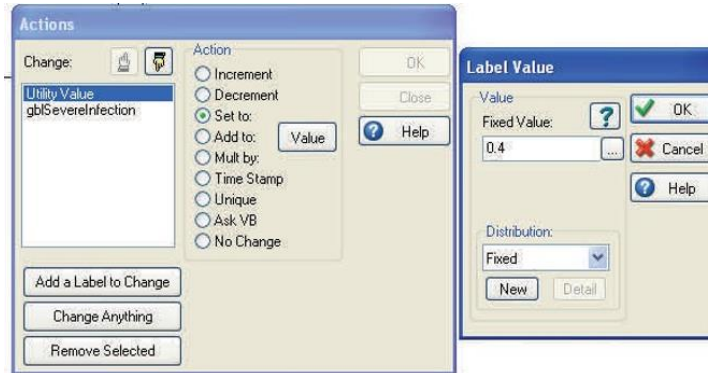 Actions
Change:
Utility Value
gblSevereInfection
Add a Label to Change
Change Anything
Remove Selected
Action
Increment
Decrement
Set to:
Add to:
Value
Mult by:
Time Stamp
Unique
Ask VB
No Change
OK
Close
? Help
Label Value
Value
Fixed Value:
?
0.4
...
Distribution:
Fixed
New
Detail
OK
Cancel
? Help